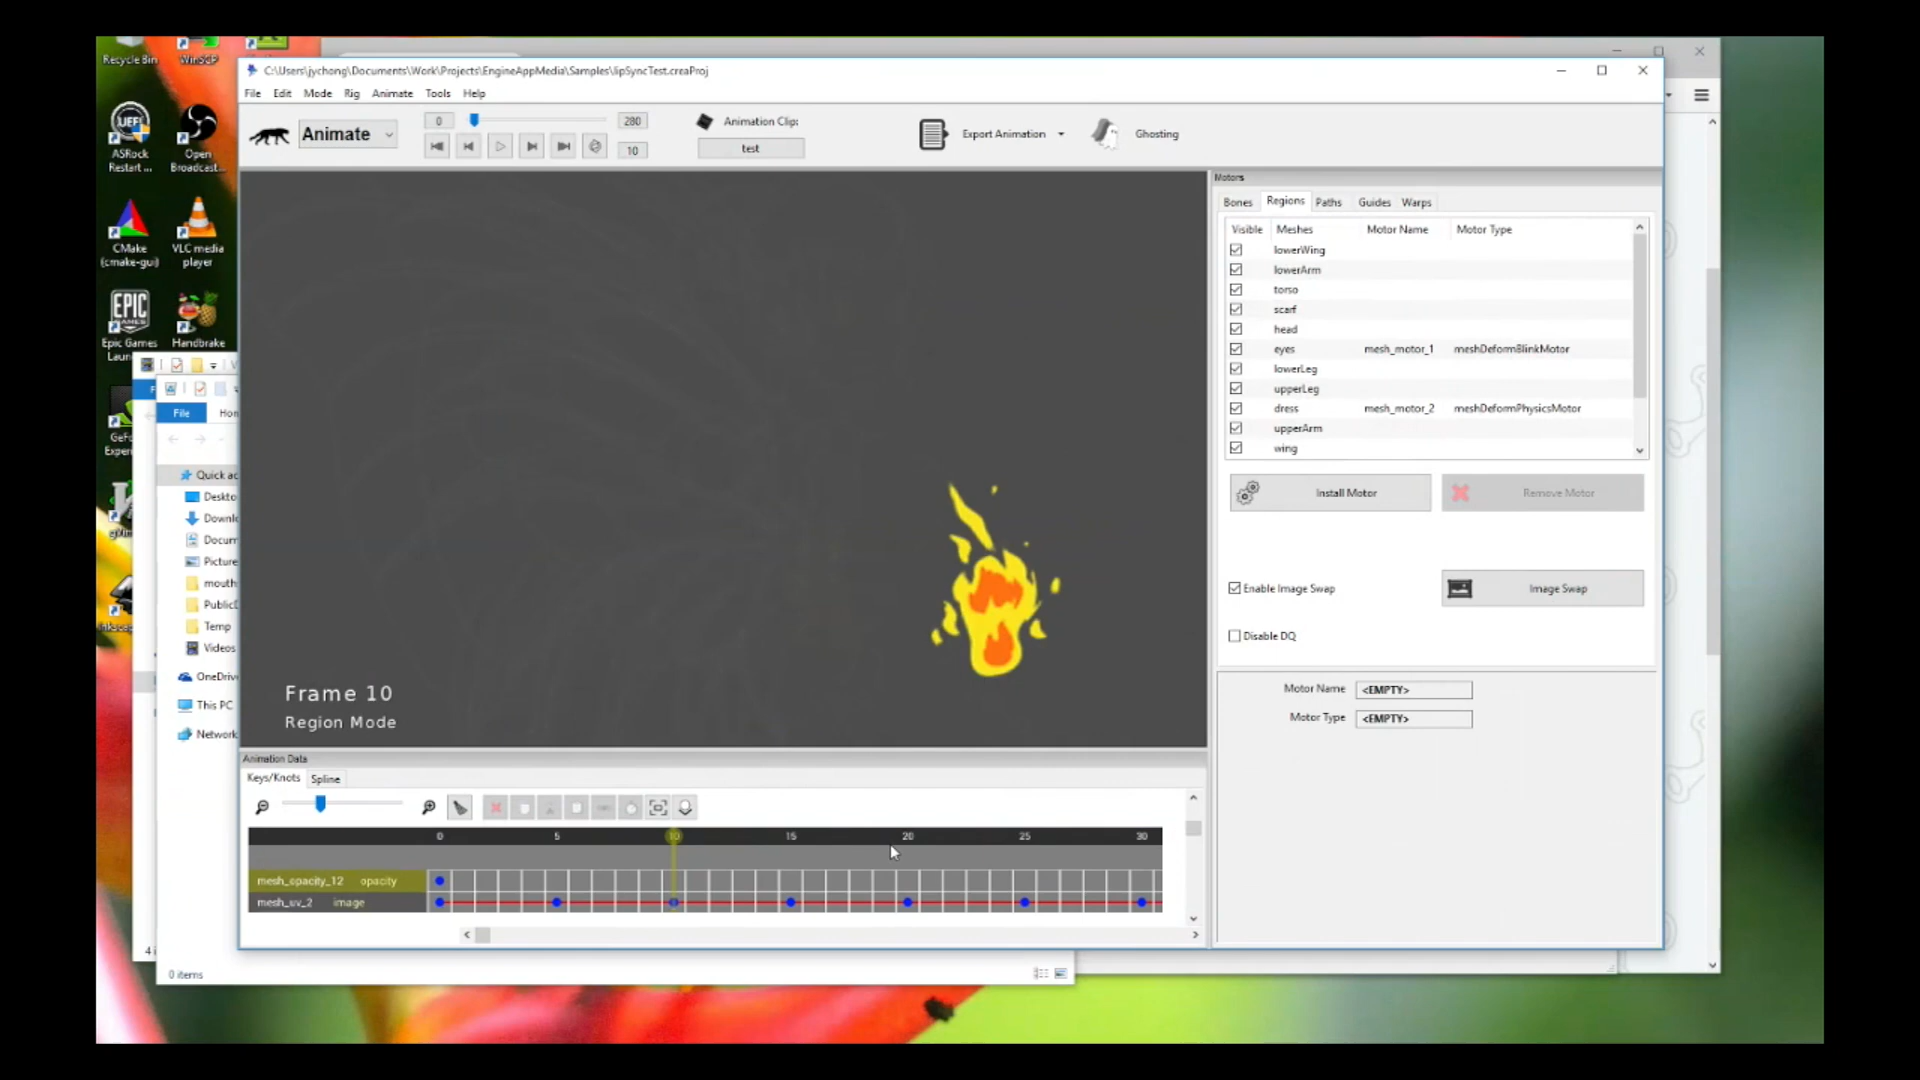 Recycle Bin
WinSCP
C:\Users\jychong\Documents\Work\Projects\EngineAppMedia\Samples\lipSyncTest.creaProj
File Edit Mode Rig Animate Tools Help
Animate
0
280
10
Animation Clip:
test
Export Animation
Ghosting
ASRock Restart ...
Open Broadcast...
CMake (cmake-gui)
VLC media player
Epic Games
Handbrake
File
Quick ac
Deskto
Downl
Docum
Picture
mouth
Temp
Videos
OneDriv
This PC
Network
0 items
Frame 10
Region Mode
Motors
Bones Regions Paths Guides Warps
Visible Meshes Motor Name Motor Type
lowerWing
lowerArm
torso
scarf
head
eyes mesh_motor_1 meshDeformBlinkMotor
lowerLeg
upperLeg
dress mesh_motor_2 meshDeformPhysicsMotor
upperArm
wing
Install Motor
Remove Motor
Enable Image Swap
Image Swap
Disable DQ
Motor Name <EMPTY>
Motor Type <EMPTY>
Animation Data
Keys/Knots Spline
0 5 10 15 20 25 30
mesh_opacity_12 opacity
mesh_uv_2 image